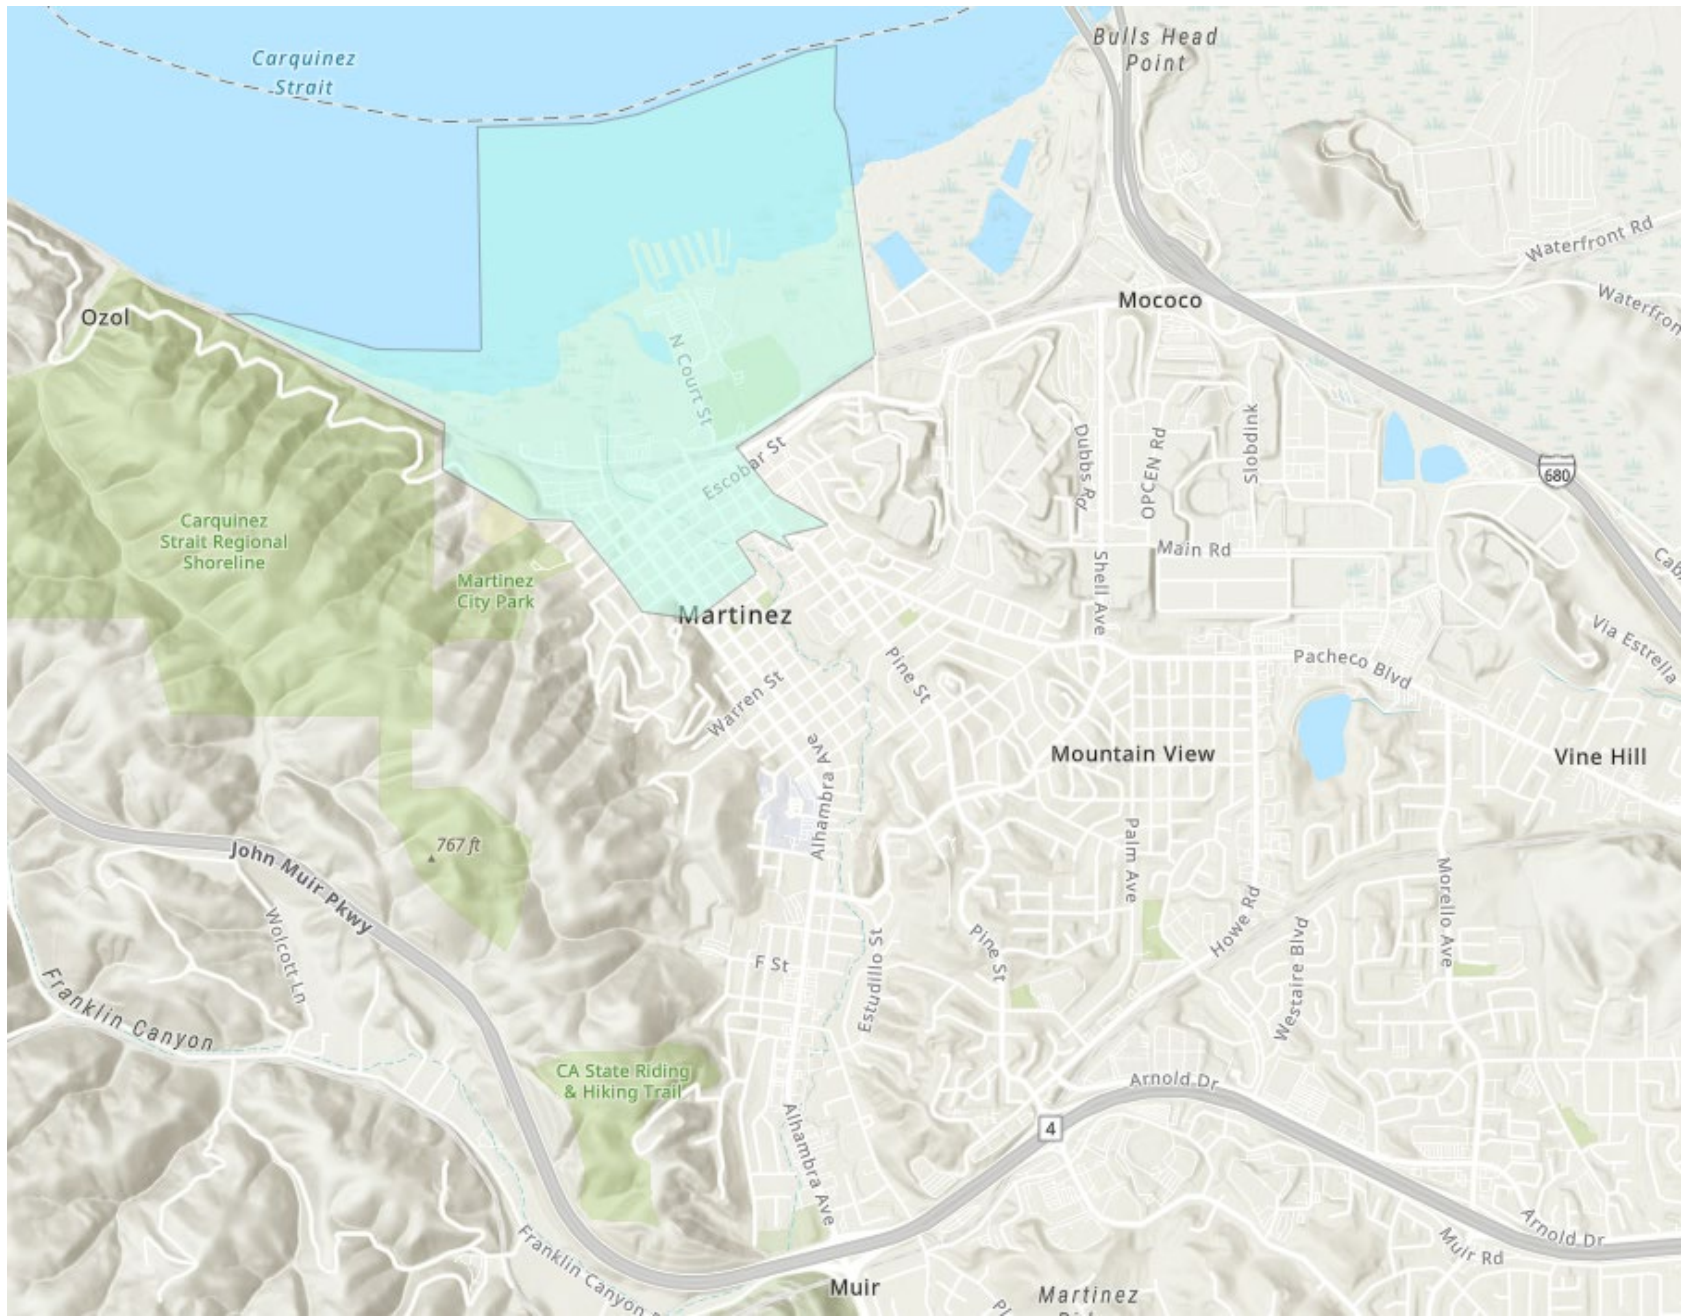 Carquinez
Strait
Bulls Head
Point
Waterfront Rd
Ozol
Mococo
Waterfron
N Court St
Dubbs Rd
OPCEN Rd
Slobdink
Escobar St
680
Carquinez
Strait Regional
Shoreline
Main Rd
Martinez
City Park
Shell Ave
Martinez
Via Estrella
Pacheco Blvd
Pine St
Warren St
Mountain View
Vine Hill
Alhambra Ave
767 ft
John Muir Pkwy
Palm Ave
Morello Ave
Howe Rd
Wolcott Ln
F St
Pine St
Estudillo St
Westaire Blvd
Franklin Canyon
CA State Riding
& Hiking Trail
Arnold Dr
4
Alhambra Ave
Arnold Dr
Muir Rd
Franklin Canyon
Muir
Martinez